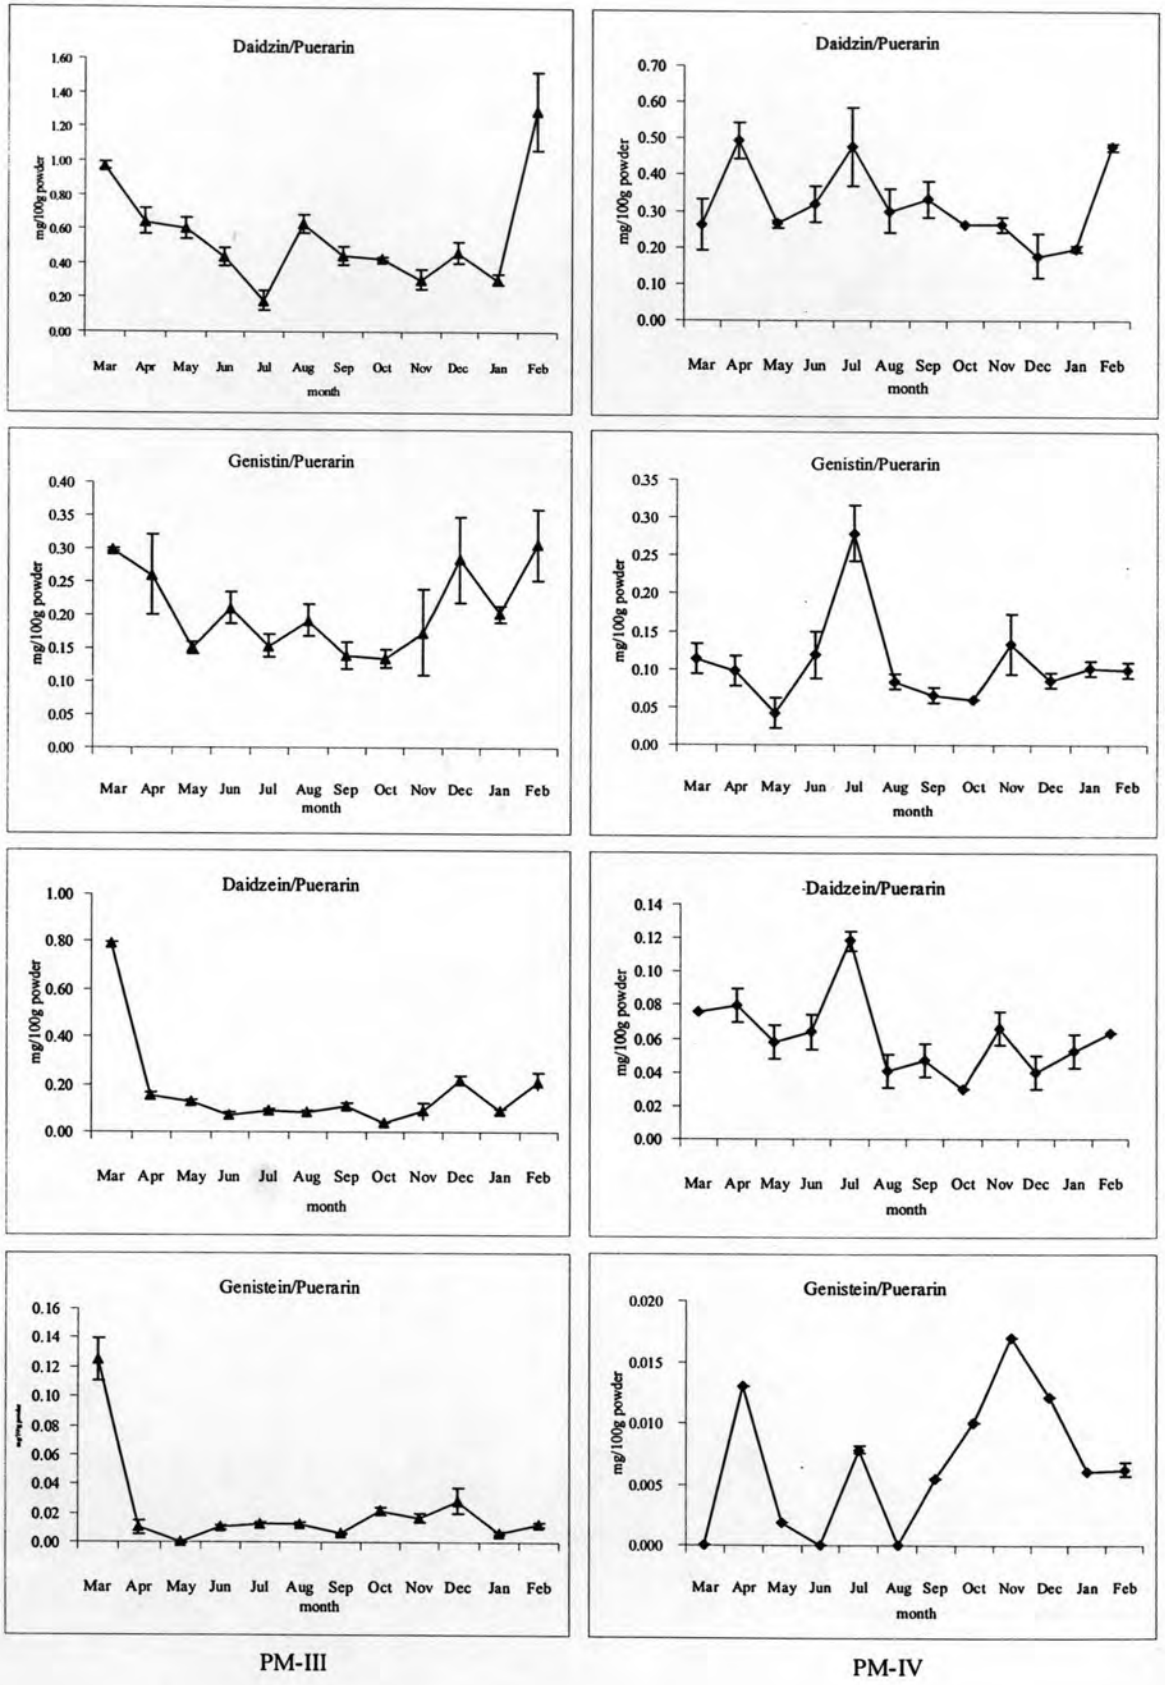 Daidzin/Puerarin
1.60
1.40
1.20
1.00
0.80
0.60
0.40
0.20
0.00
mg/100g powder
Mar Apr May Jun Jul Aug Sep Oct Nov Dec Jan Feb
month
Daidzin/Puerarin
0.70
0.60
0.50
0.40
0.30
0.20
0.10
0.00
mg/100g powder
Mar Apr May Jun Jul Aug Sep Oct Nov Dec Jan Feb
month
Genistin/Puerarin
0.40
0.35
0.30
0.25
0.20
0.15
0.10
0.05
0.00
mg/100g powder
Mar Apr May Jun Jul Aug Sep Oct Nov Dec Jan Feb
month
Genistin/Puerarin
0.35
0.30
0.25
0.20
0.15
0.10
0.05
0.00
mg/100g powder
Mar Apr May Jun Jul Aug Sep Oct Nov Dec Jan Feb
month
Daidzein/Puerarin
1.00
0.80
0.60
0.40
0.20
0.00
mg/100g powder
Mar Apr May Jun Jul Aug Sep Oct Nov Dec Jan Feb
month
Daidzein/Puerarin
0.14
0.12
0.10
0.08
0.06
0.04
0.02
0.00
mg/100g powder
Mar Apr May Jun Jul Aug Sep Oct Nov Dec Jan Feb
month
Genistein/Puerarin
0.16
0.14
0.12
0.10
0.08
0.06
0.04
0.02
0.00
mg/100g powder
Mar Apr May Jun Jul Aug Sep Oct Nov Dec Jan Feb
month
Genistein/Puerarin
0.020
0.015
0.010
0.005
0.000
mg/100g powder
Mar Apr May Jun Jul Aug Sep Oct Nov Dec Jan Feb
month
PM-III
PM-IV